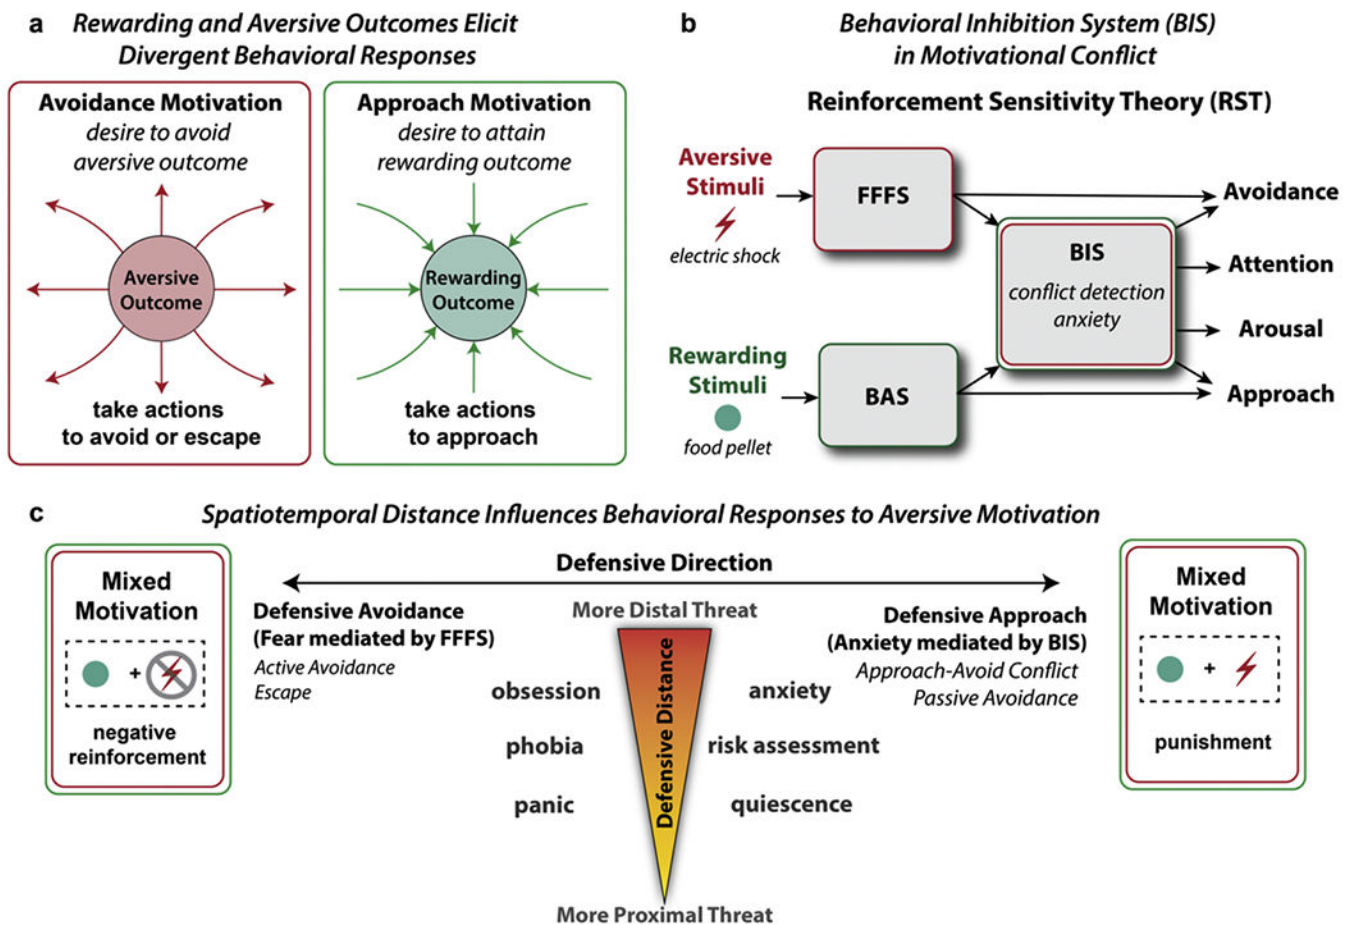 a
Rewarding and Aversive Outcomes Elicit
Divergent Behavioral Responses
Avoidance Motivation
desire to avoid
aversive outcome
Aversive
Outcome
take actions
to avoid or escape
Approach Motivation
desire to attain
rewarding outcome
Rewarding
Outcome
take actions
to approach
b
Behavioral Inhibition System (BIS)
in Motivational Conflict
Reinforcement Sensitivity Theory (RST)
Aversive
Stimuli
electric shock
FFFS
Rewarding
Stimuli
food pellet
BAS
BIS
conflict detection
anxiety
Avoidance
Attention
Arousal
Approach
c
Spatiotemporal Distance Influences Behavioral Responses to Aversive Motivation
Mixed
Motivation
+
negative
reinforcement
Defensive Direction
Defensive Avoidance
(Fear mediated by FFFS)
Active Avoidance
Escape
More Distal Threat
Defensive Distance
obsession
phobia
panic
anxiety
risk assessment
quiescence
More Proximal Threat
Defensive Approach
(Anxiety mediated by BIS)
Approach-Avoid Conflict
Passive Avoidance
Mixed
Motivation
+
punishment